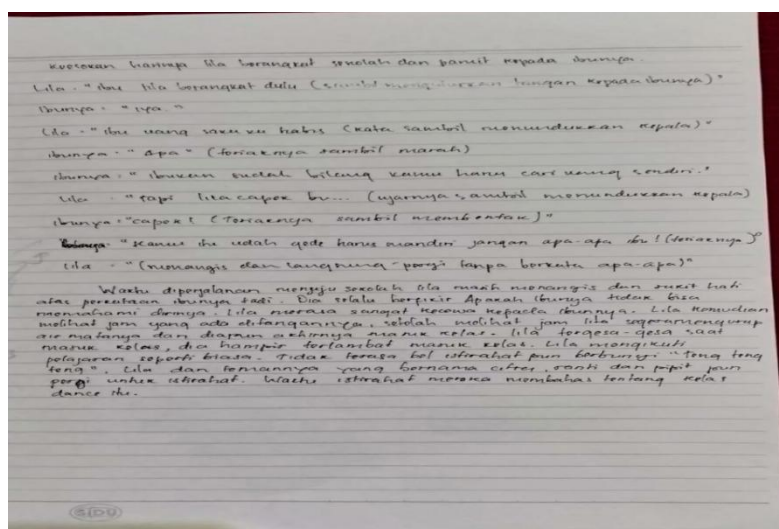 Keesokan harinya lila berangkat sekolah dan pamit kepada ibunya.
Lila : "ibu lila berangkat dulu (sambil mengulurkan tangan kepada ibunya)"
ibunya : "iya."
Lila : "ibu uang saku ku habis (kata sambil menundukkan kepala)"
ibunya : "Apa" (teriaknya sambil marah)
ibunya : "ibukan sudah bilang kamu harus cari uang sendiri."
Lila : "tapi lila capek bu... (ujarnya sambil menundukkan kepala)
ibunya : "capek! (Teriaknya sambil membentak)"
"Kamu itu udah gede harus mandiri jangan apa-apa ibu! (teriaknya)
Lila : "(menangis dan langsung pergi tanpa berkata apa-apa)"
Waktu diperjalanan menuju sekolah lila masih menangis dan sakit hati
atas perkataan ibunya tadi. Dia selalu berpikir Apakah ibunya tidak bisa
memahami dirinya. Lila merasa sangat kecewa kepada ibunnya. Lila kemudian
melihat jam yang ada ditangannya, setelah melihat jam lila segera mengusap
air matanya dan diapun akhirnya masuk kelas. Lila tergesa-gesa saat
masuk kelas, dia hampir terlambat masuk kelas. Lila mengikuti
pelajaran seperti biasa. Tidak terasa bel istirahat pun berbunyi "Teng teng
teng". Lila dan temannya yang bernama santi dan pipit pun
pergi untuk istirahat. Waktu istirahat mereka membahas tentang kelas
dance itu.
SIDU